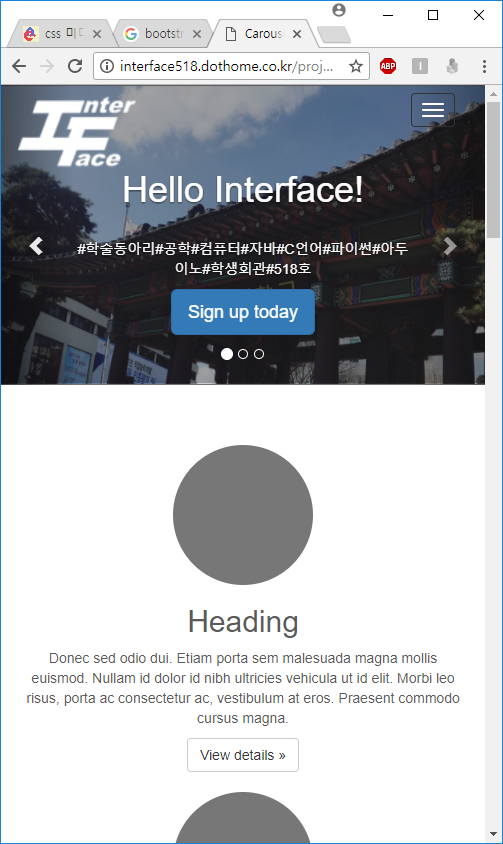 css 미디
bootst
Carous
interface518.dothome.co.kr/proj...
ABP
Inter
Face
Hello Interface!
#학술동아리#공학#컴퓨터#자바#C언어#파이썬#아두
이노#학생회관#518호
Sign up today
Heading
Donec sed odio dui. Etiam porta sem malesuada magna mollis
euismod. Nullam id dolor id nibh ultricies vehicula ut id elit. Morbi leo
risus, porta ac consectetur ac, vestibulum at eros. Praesent commodo
cursus magna.
View details »